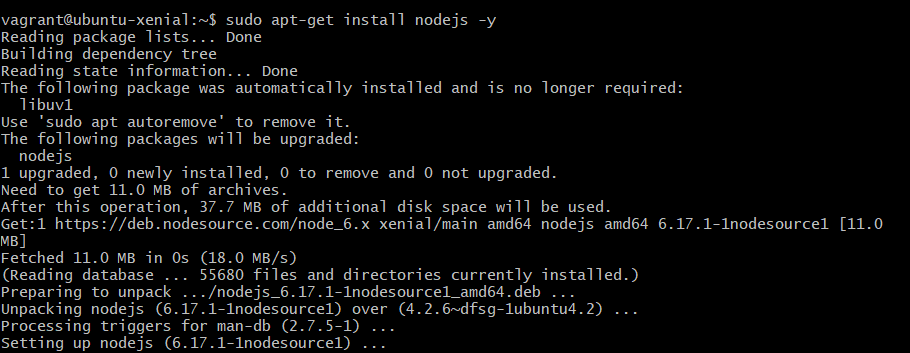 vagrant@ubuntu-xenial:~$ sudo apt-get install nodejs -y
Reading package lists... Done
Building dependency tree
Reading state information... Done
The following package was automatically installed and is no longer required:
  libuv1
Use 'sudo apt autoremove' to remove it.
The following packages will be upgraded:
  nodejs
1 upgraded, 0 newly installed, 0 to remove and 0 not upgraded.
Need to get 11.0 MB of archives.
After this operation, 37.7 MB of additional disk space will be used.
Get:1 https://deb.nodesource.com/node_6.x xenial/main amd64 nodejs amd64 6.17.1-1nodesource1 [11.0
MB]
Fetched 11.0 MB in 0s (18.0 MB/s)
(Reading database ... 55680 files and directories currently installed.)
Preparing to unpack .../nodejs_6.17.1-1nodesource1_amd64.deb ...
Unpacking nodejs (6.17.1-1nodesource1) over (4.2.6~dfsg-1ubuntu4.2) ...
Processing triggers for man-db (2.7.5-1) ...
Setting up nodejs (6.17.1-1nodesource1) ...